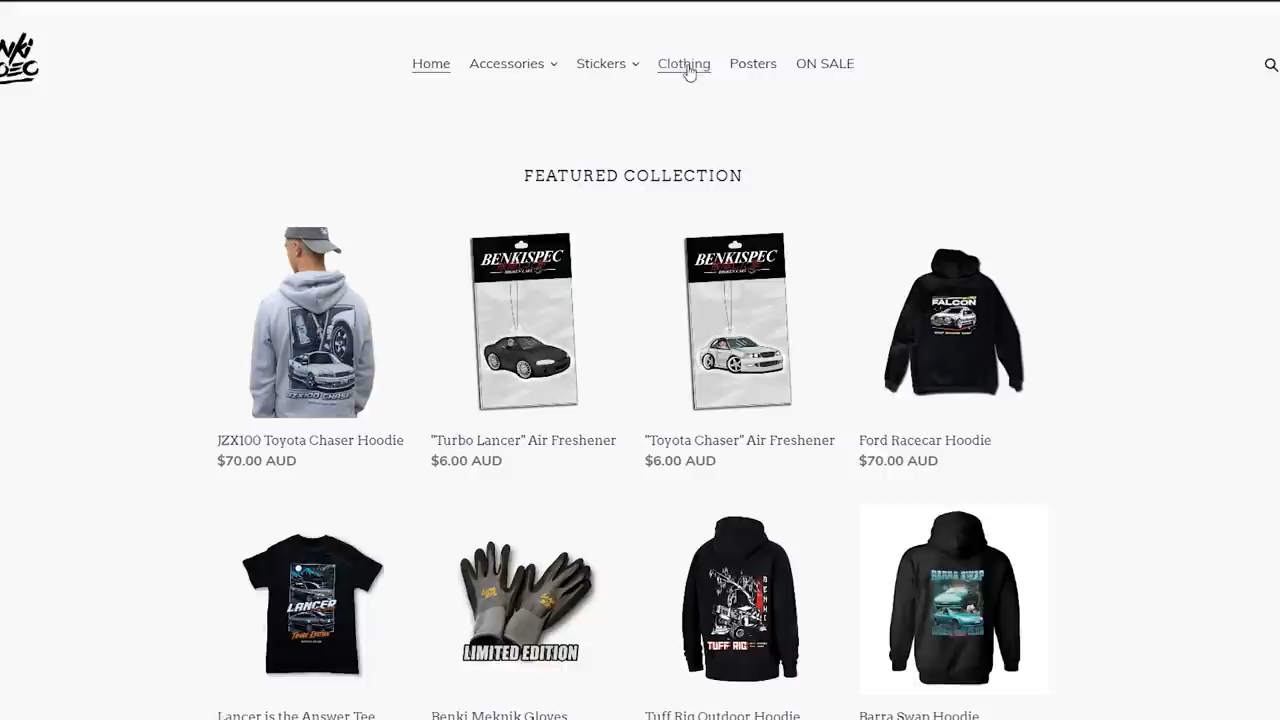 Home Accessories Stickers Clothing Posters ON SALE
FEATURED COLLECTION
BENKISPEC
BENKISPEC
FALCON
JZX100 CHASER
JZX100 Toyota Chaser Hoodie
"Turbo Lancer" Air Freshener
"Toyota Chaser" Air Freshener
Ford Racecar Hoodie
$70.00 AUD
$6.00 AUD
$6.00 AUD
$70.00 AUD
LANCER
LIMITED EDITION
TUFF RIG
BARRA SWAP
Lancer is the Answer Tee
Benki Meknik Gloves
Tuff Rig Outdoor Hoodie
Barra Swap Hoodie